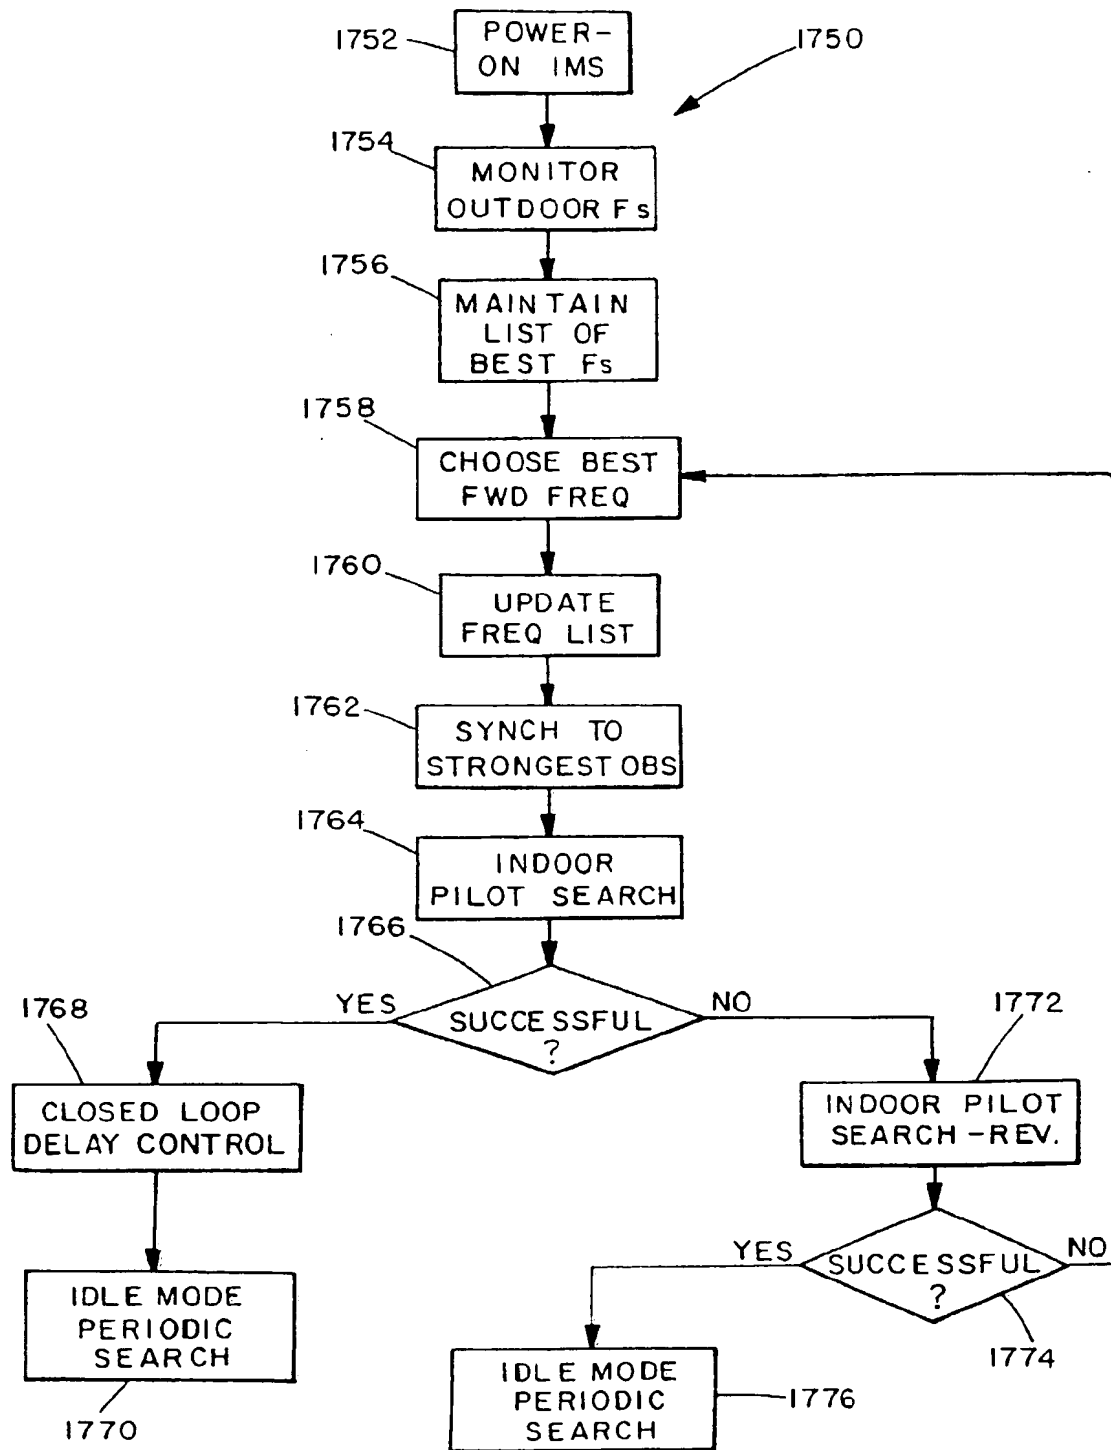 1752
POWER-
ON IMS
1750
1754
MONITOR
OUTDOOR Fs
1756
MAINTAIN
LIST OF
BEST Fs
1758
CHOOSE BEST
FWD FREQ
1760
UPDATE
FREQ LIST
1762
SYNCH TO
STRONGEST OBS
1764
INDOOR
PILOT SEARCH
1766
YES
SUCCESSFUL
?
NO
1768
CLOSED LOOP
DELAY CONTROL
1772
INDOOR PILOT
SEARCH-REV.
IDLE MODE
PERIODIC
SEARCH
1770
YES
SUCCESSFUL
?
NO
1774
IDLE MODE
PERIODIC
SEARCH
1776